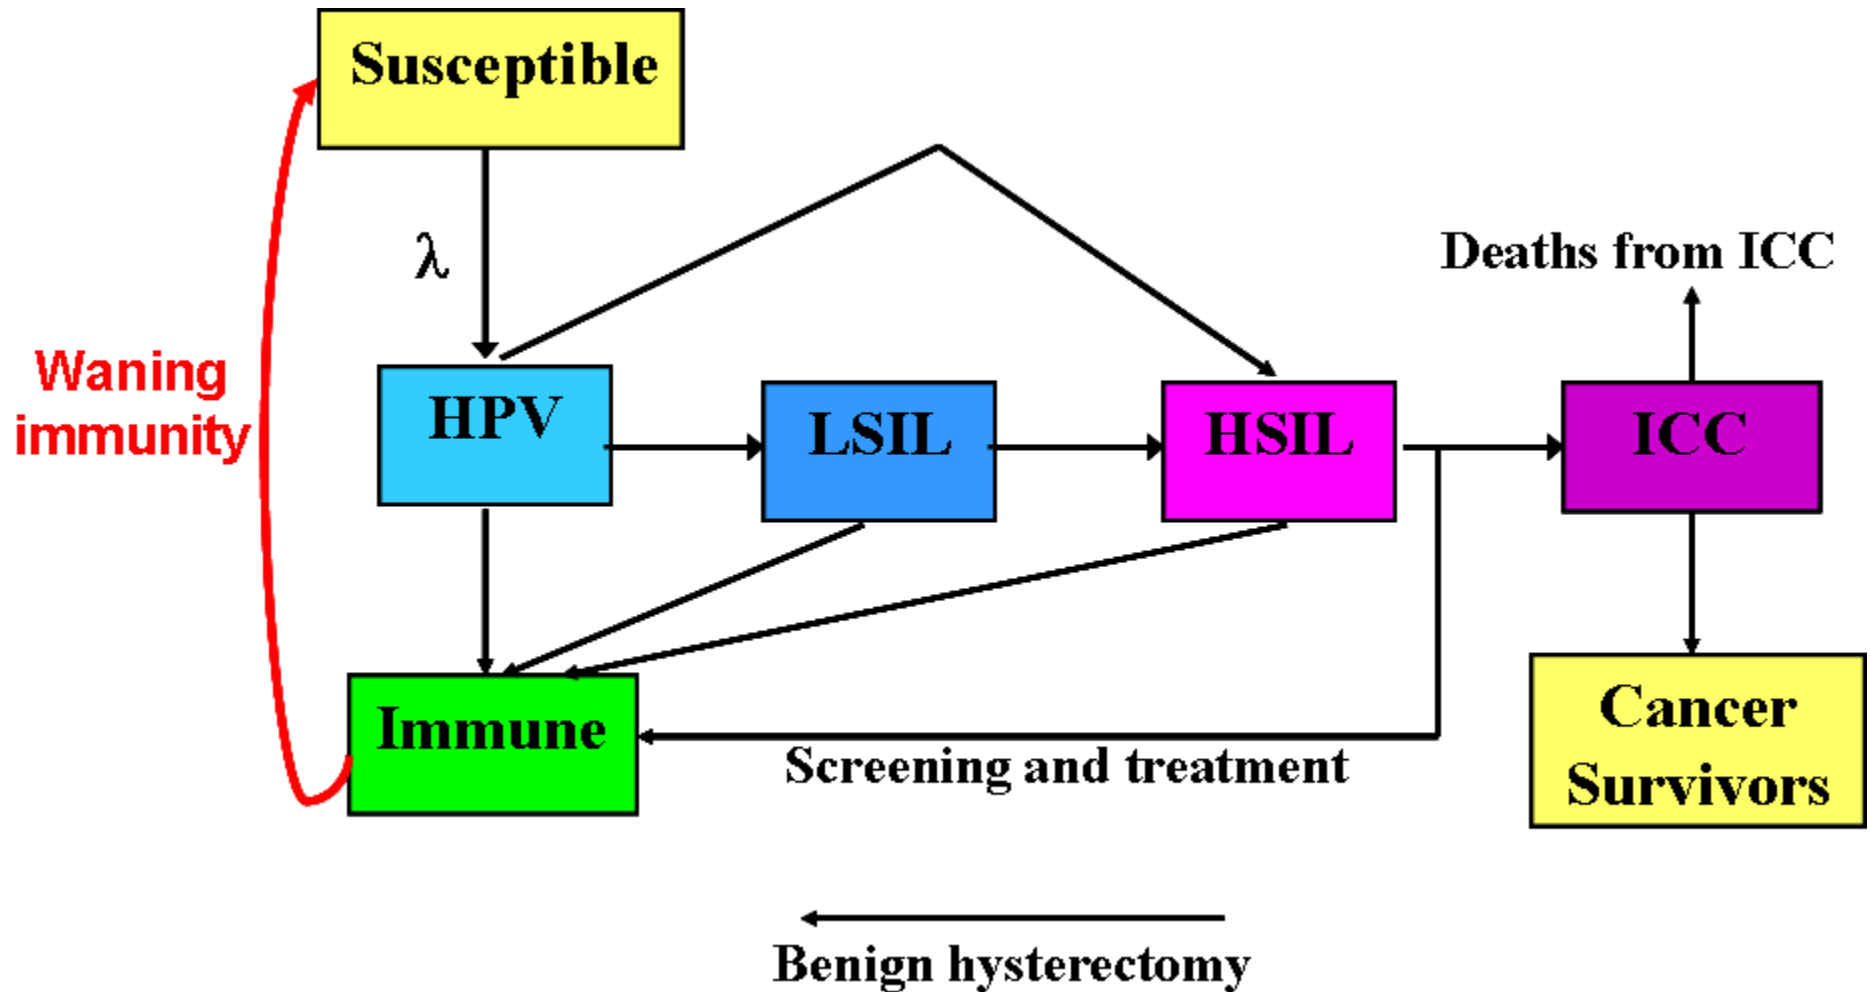 Susceptible
λ
Deaths from ICC
Waning
immunity
HPV
LSIL
HSIL
ICC
Immune
Screening and treatment
Cancer
Survivors
Benign hysterectomy